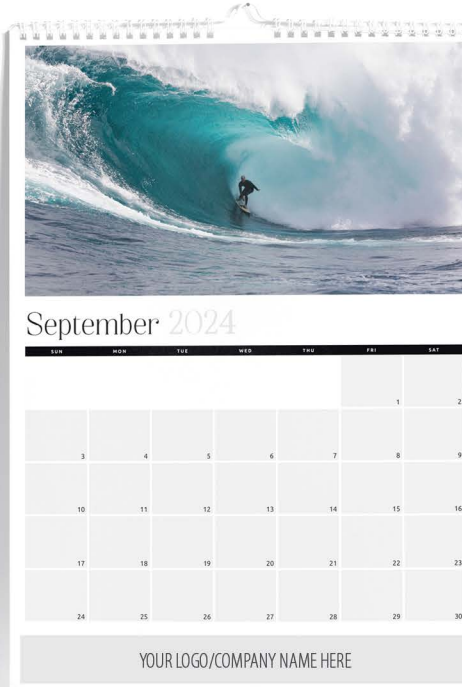 September 2024
SUN MON TUE WED THU FRI SAT
1 2
3 4 5 6 7 8 9
10 11 12 13 14 15 16
17 18 19 20 21 22 23
24 25 26 27 28 29 30
YOUR LOGO/COMPANY NAME HERE